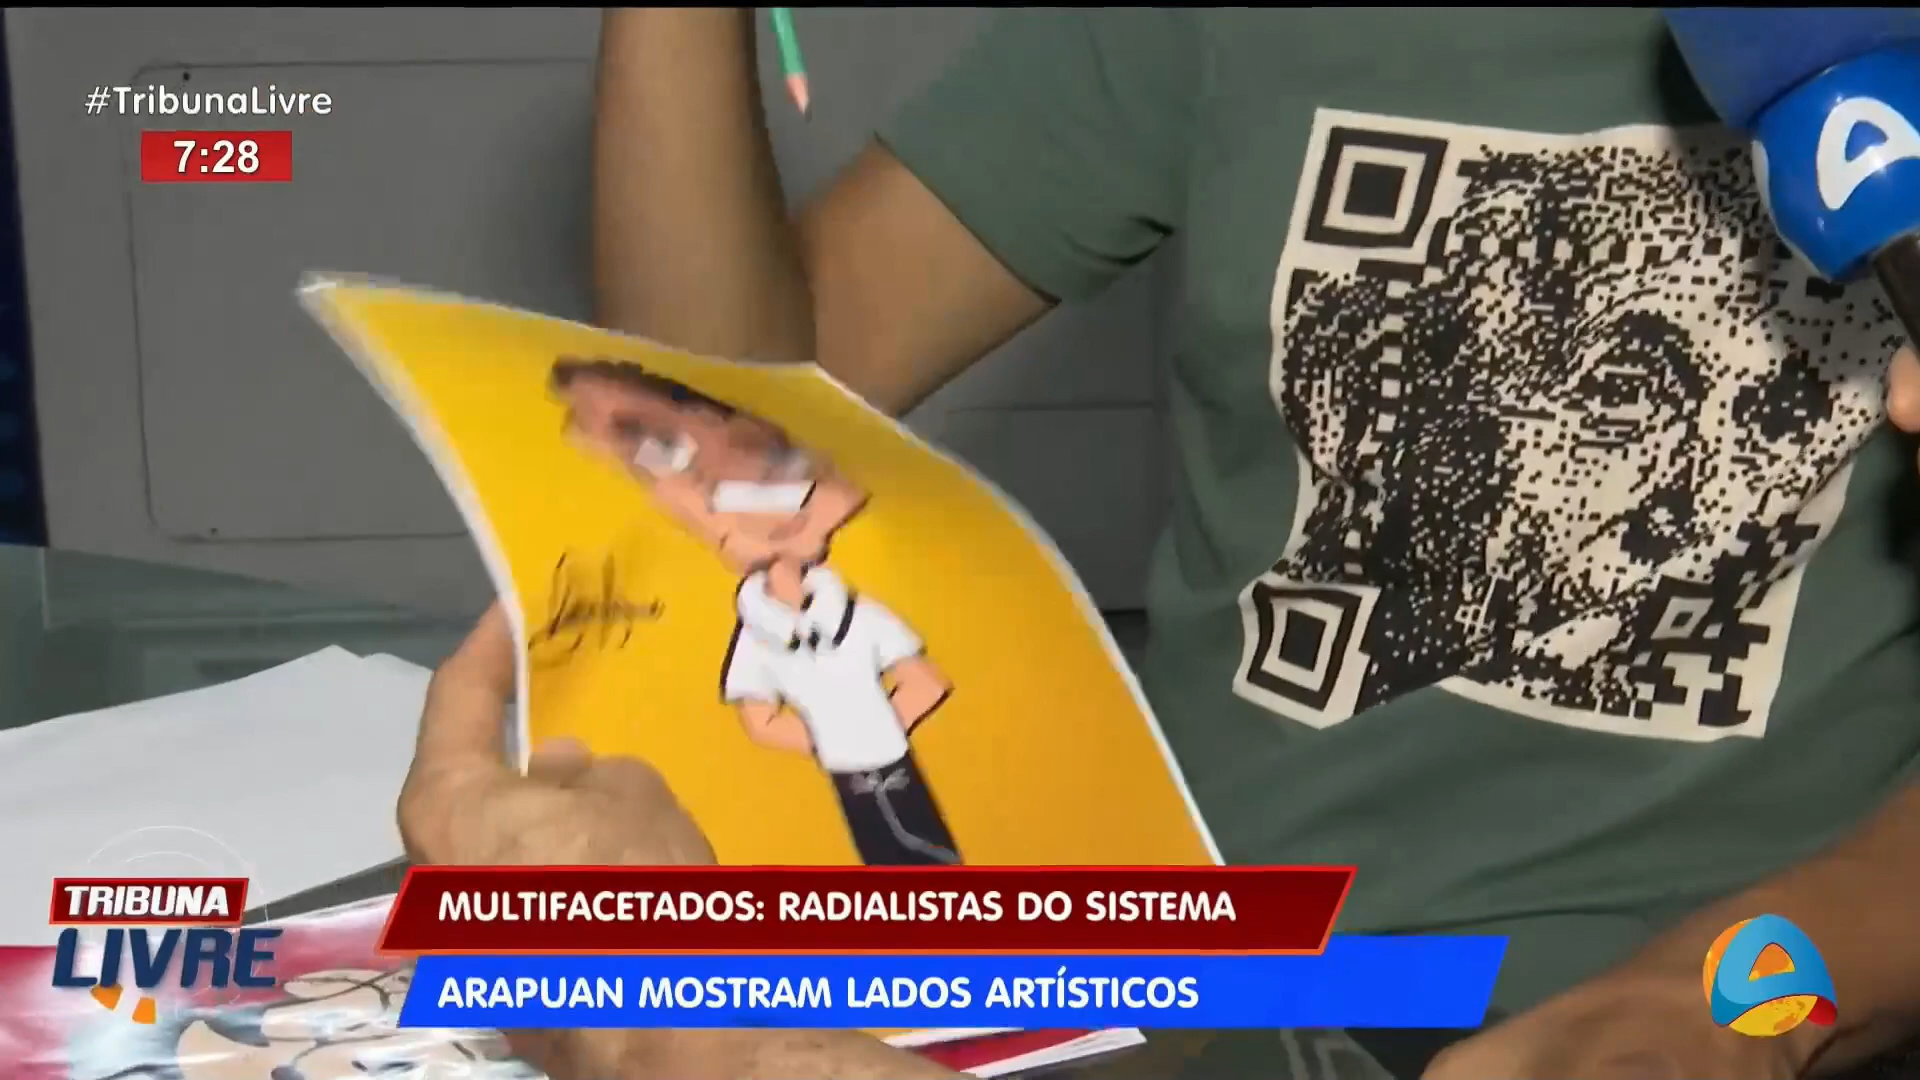 #TribunaLivre
7:28
TRIBUNA
LIVRE
MULTIFACETADOS: RADIALISTAS DO SISTEMA
ARAPUAN MOSTRAM LADOS ARTÍSTICOS